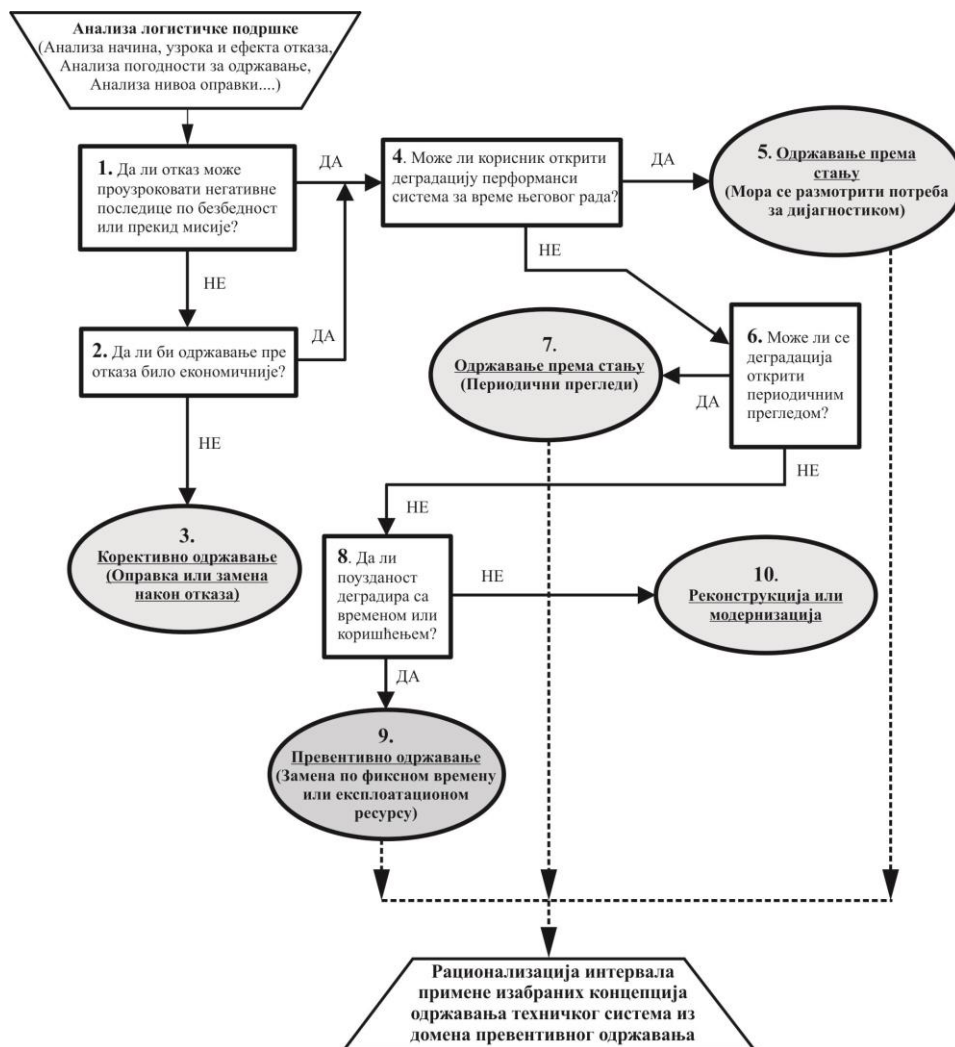 Анализа логистичке подршке
(Анализа начина, узрока и ефекта отказа,
Анализа погодности за одржавање,
Анализа нивоа оправки....)
1. Да ли отказ може
проузроковати негативне
последице по безбедност
или прекид мисије?
ДА
4. Може ли корисник открити
деградацију перформанси
система за време његовог рада?
ДА
5. Одржавање према
стању
(Мора се размотрити потреба
за дијагностиком)
НЕ
НЕ
2. Да ли би одржавање пре
отказа било економичније?
ДА
7.
Одржавање према стању
(Периодични прегледи)
6. Може ли се
деградација
открити
периодичним
прегледом?
ДА
НЕ
НЕ
НЕ
3.
Корективно одржавање
(Оправка или замена
након отказа)
8. Да ли
поузданост
деградира са
временом или
коришћењем?
НЕ
10.
Реконструкција или
модернизација
ДА
9.
Превентивно одржавање
(Замена по фиксном времену
или експлоатационом
ресурсу)
Рационализација интервала
примене изабраних концепција
одржавања техничког система из
домена превентивног одржавања